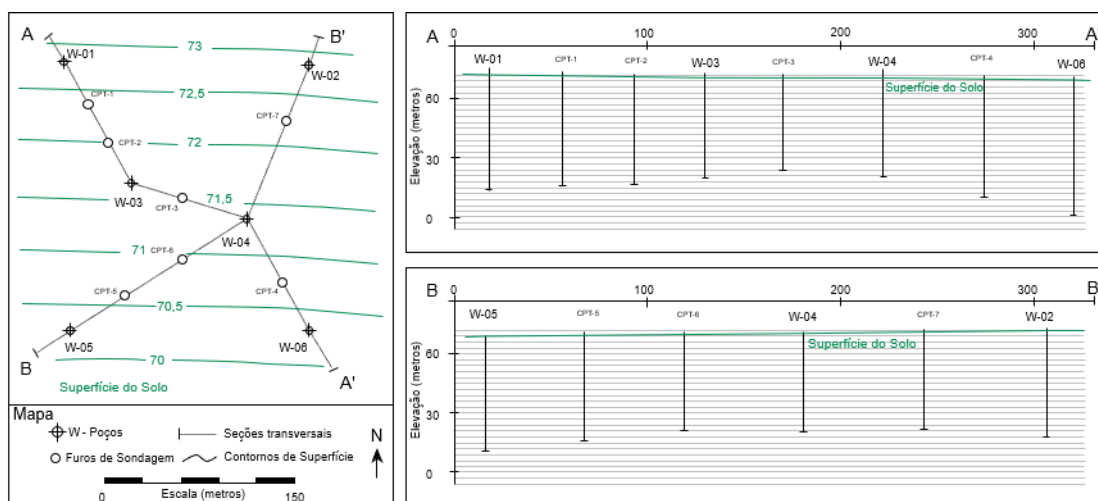 A
B'
73
W-01
W-02
72,5
CPT-1
CPT-7
72
CPT-2
W-03
71,5
CPT-3
W-04
71
CPT-6
CPT-5
CPT-4
70,5
W-05
W-06
B
70
A'
Superfície do Solo
Mapa
W - Poços
Seções transversais
N
Furos de Sondagem
Contornos de Superfície
0
Escala (metros)
150
A
0
100
200
300
A'
W-01
CPT-1
CPT-2
W-03
CPT-3
W-04
CPT-4
W-06
Superfície do Solo
60
30
0
Elevação (metros)
B
0
100
200
300
B'
W-05
CPT-5
CPT-6
W-04
CPT-7
W-02
Superfície do Solo
60
30
0
Elevação (metros)